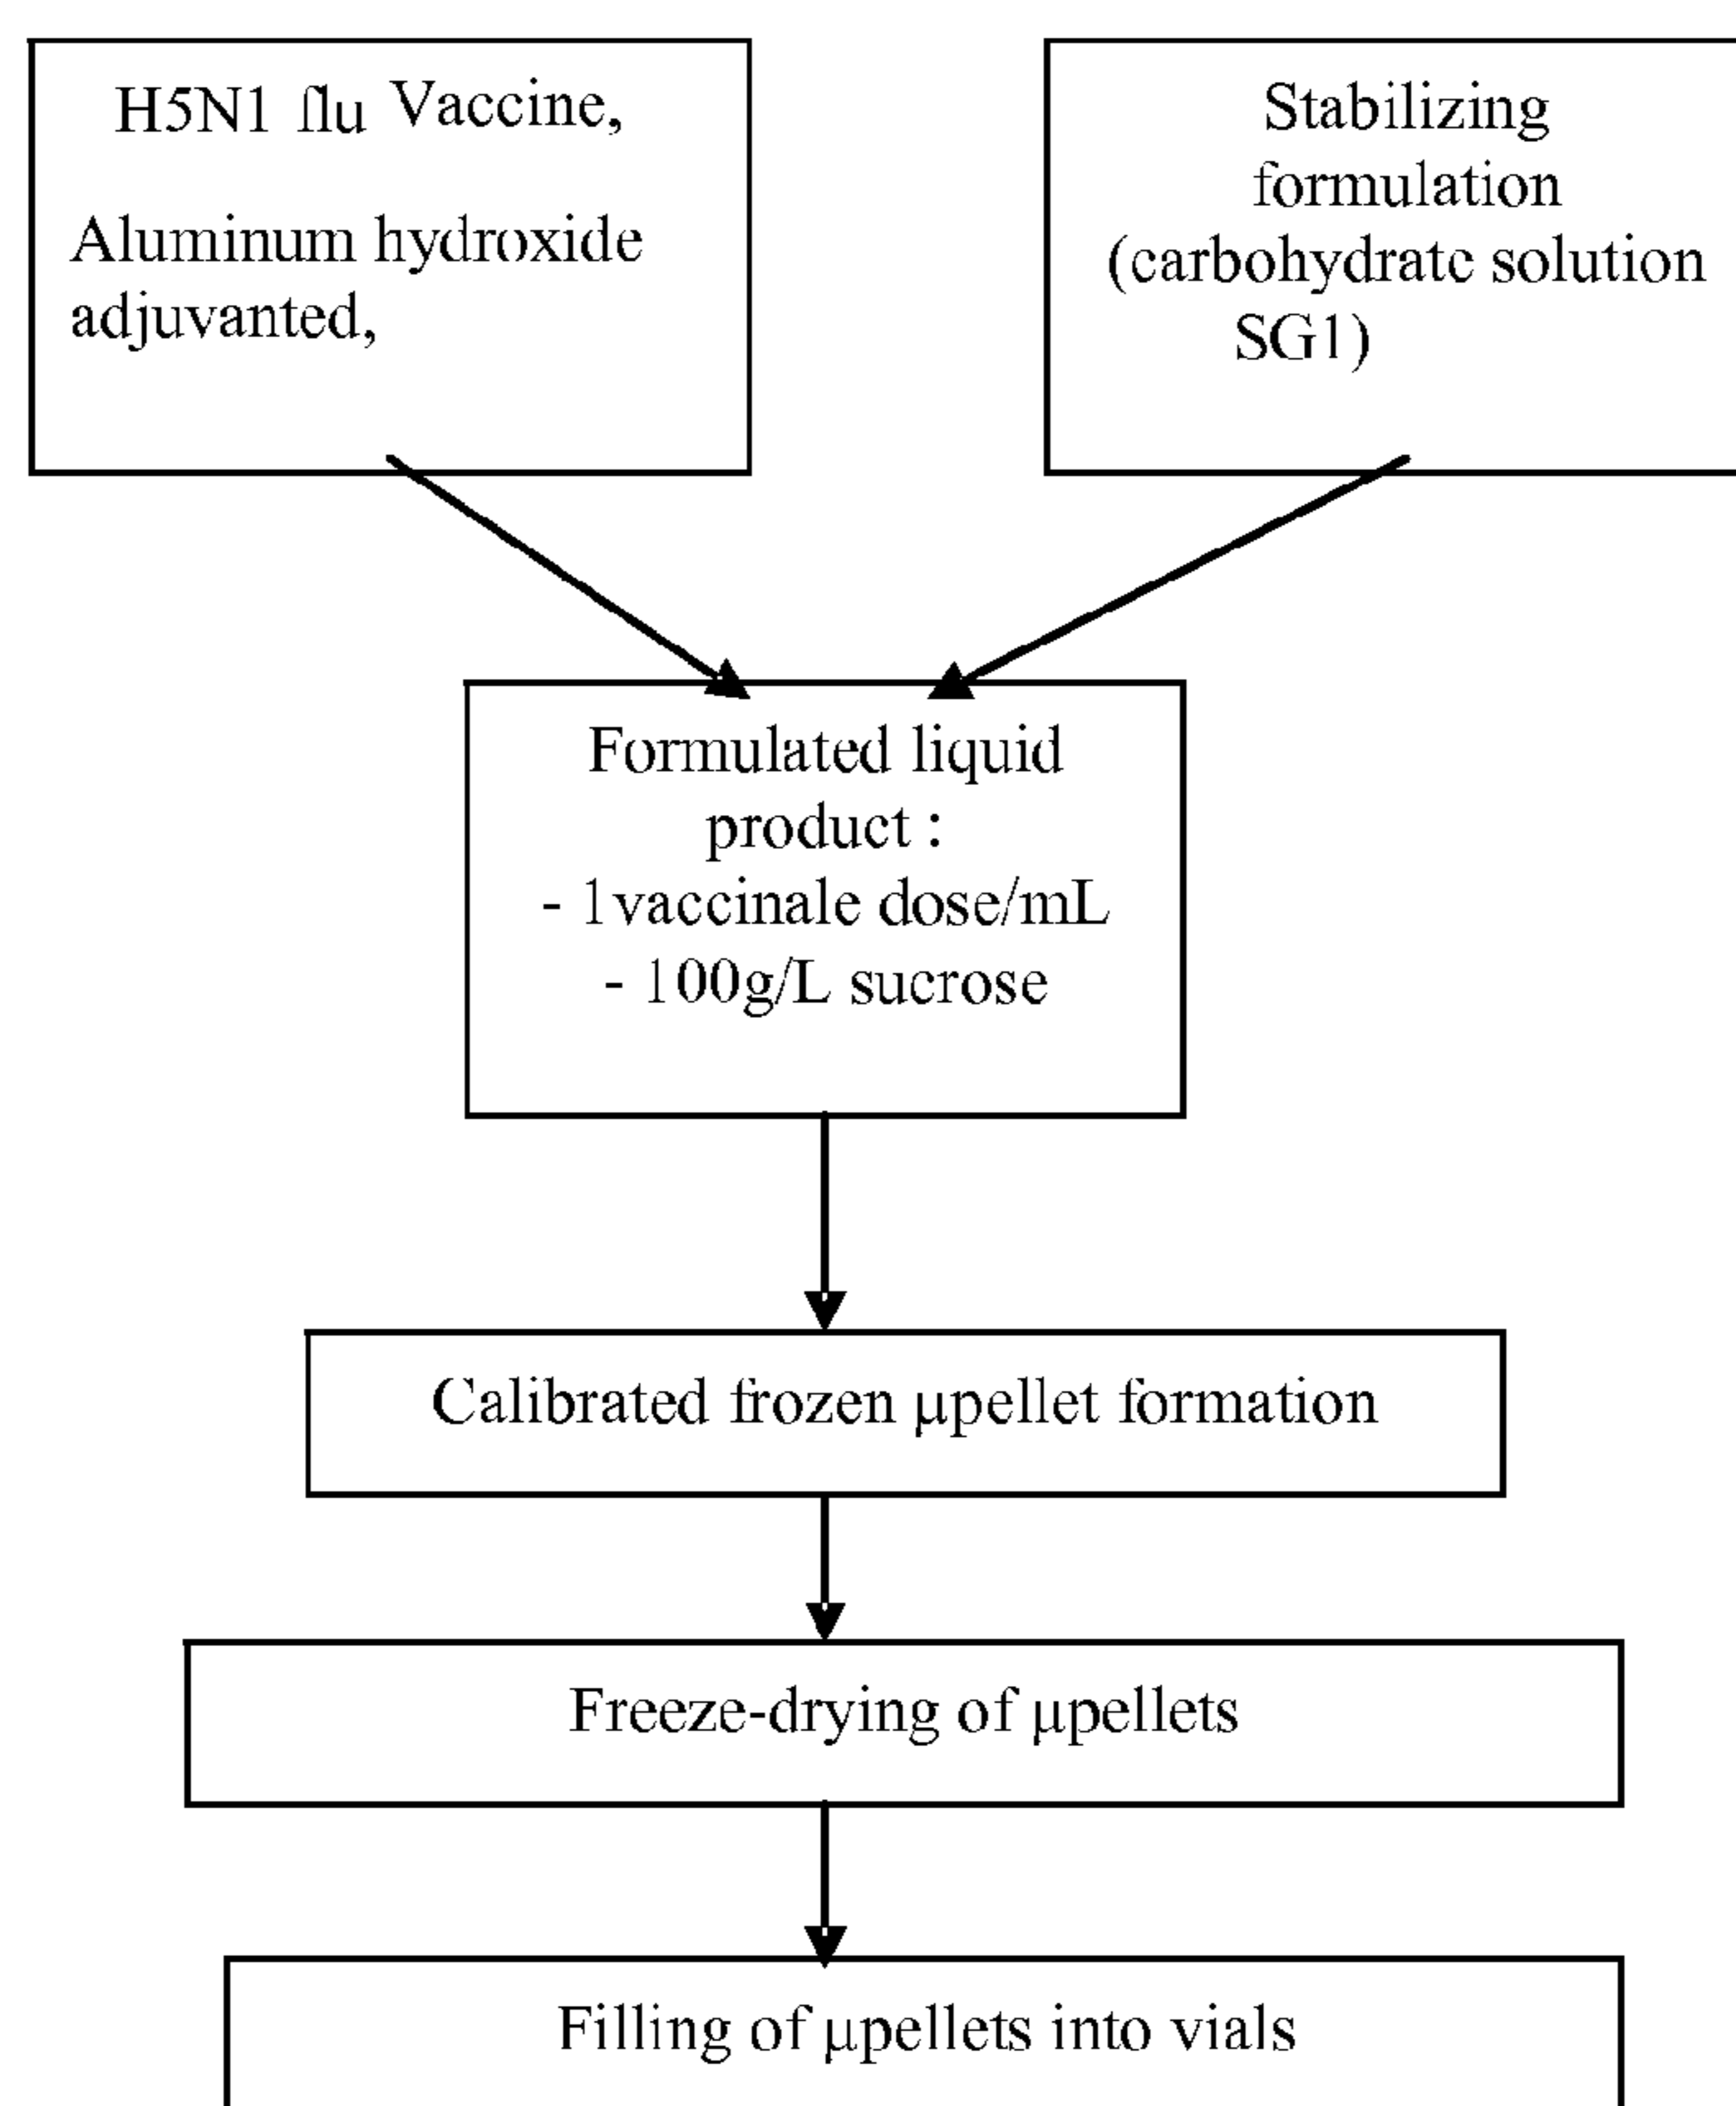 H5N1 flu Vaccine,
Aluminum hydroxide
adjuvanted,
Stabilizing
formulation
(carbohydrate solution
SG1)
Formulated liquid
product :
- 1vaccinale dose/mL
- 100g/L sucrose
Calibrated frozen µpellet formation
Freeze-drying of µpellets
Filling of µpellets into vials